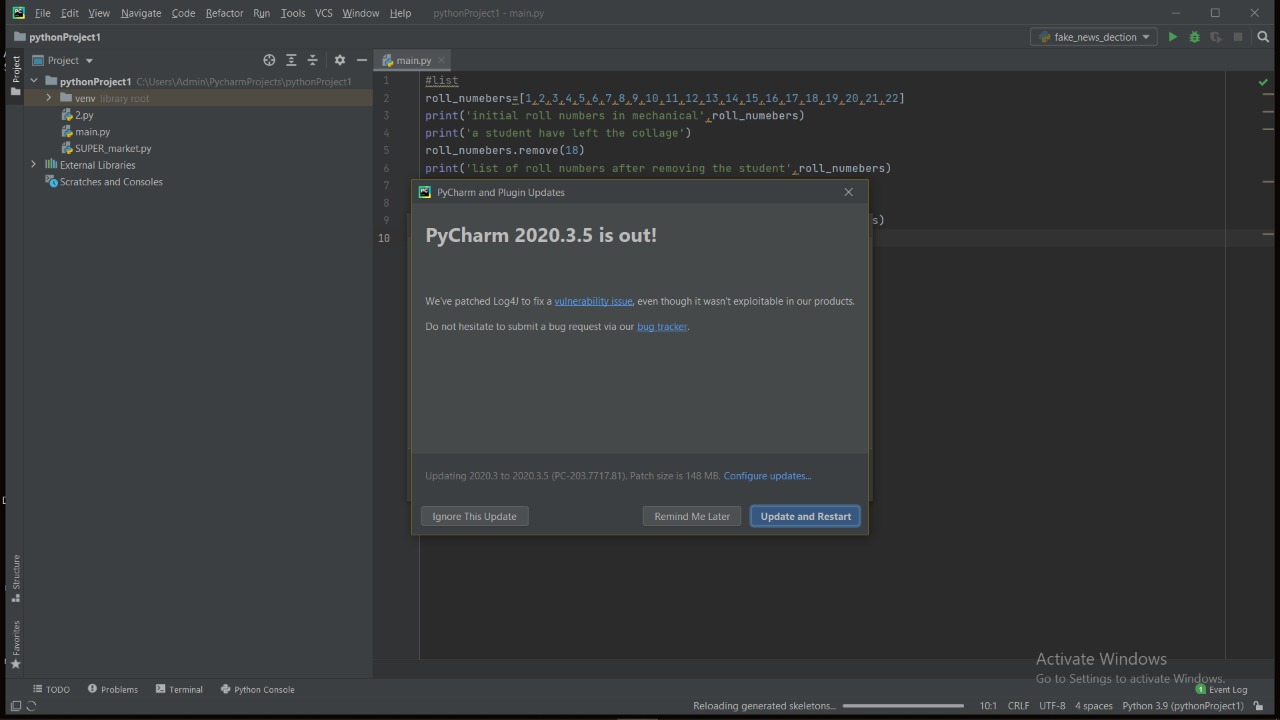 File Edit View Navigate Code Refactor Run Tools VCS Window Help pythonProject1 - main.py
pythonProject1 fake_news_dection
Project main.py
Project
pythonProject1 C:\Users\Admin\PycharmProjects\pythonProject1
venv library root
2.py
main.py
SUPER_market.py
External Libraries
Scratches and Consoles
1 #list
2 roll_numebers=[1,2,3,4,5,6,7,8,9,10,11,12,13,14,15,16,17,18,19,20,21,22]
3 print('initial roll numbers in mechanical',roll_numebers)
4 print('a student have left the collage')
5 roll_numebers.remove(18)
6 print('list of roll numbers after removing the student',roll_numebers)
7
8
9 s)
10
PyCharm and Plugin Updates
PyCharm 2020.3.5 is out!
We've patched Log4J to fix a vulnerability issue, even though it wasn't exploitable in our products.
Do not hesitate to submit a bug request via our bug tracker.
Updating 2020.3 to 2020.3.5 (PC-203.7717.81). Patch size is 148 MB. Configure updates...
Ignore This Update Remind Me Later Update and Restart
Structure
Favorites
Activate Windows
Go to Settings to activate Windows.
TODO Problems Terminal Python Console 1 Event Log
Reloading generated skeletons... 10:1 CRLF UTF-8 4 spaces Python 3.9 (pythonProject1)